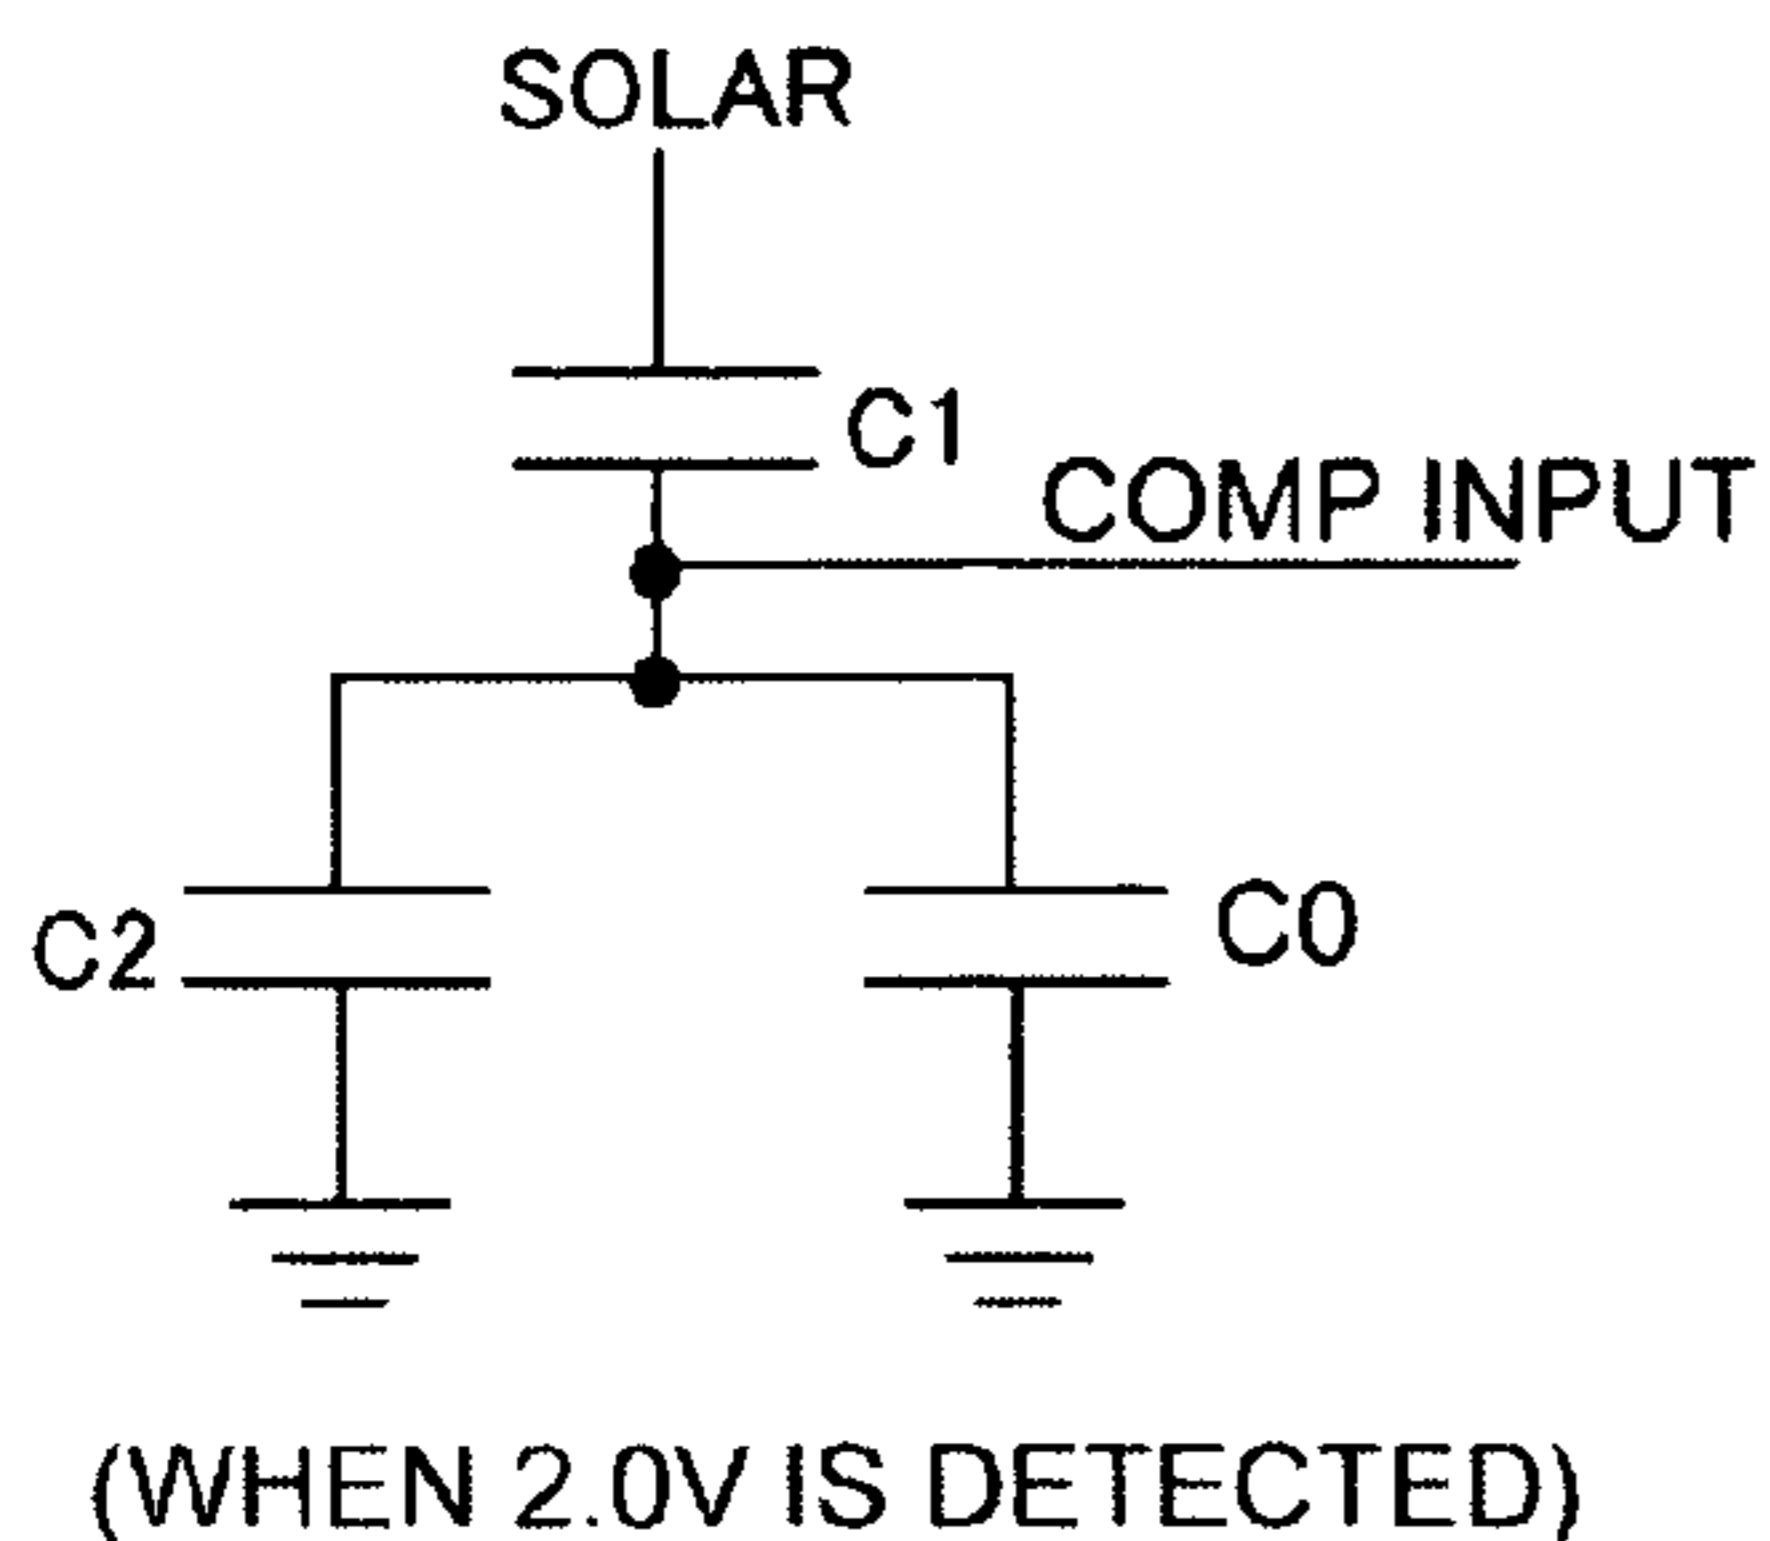 SOLAR
C1
COMP INPUT
C2
C0
(WHEN 2.0V IS DETECTED)